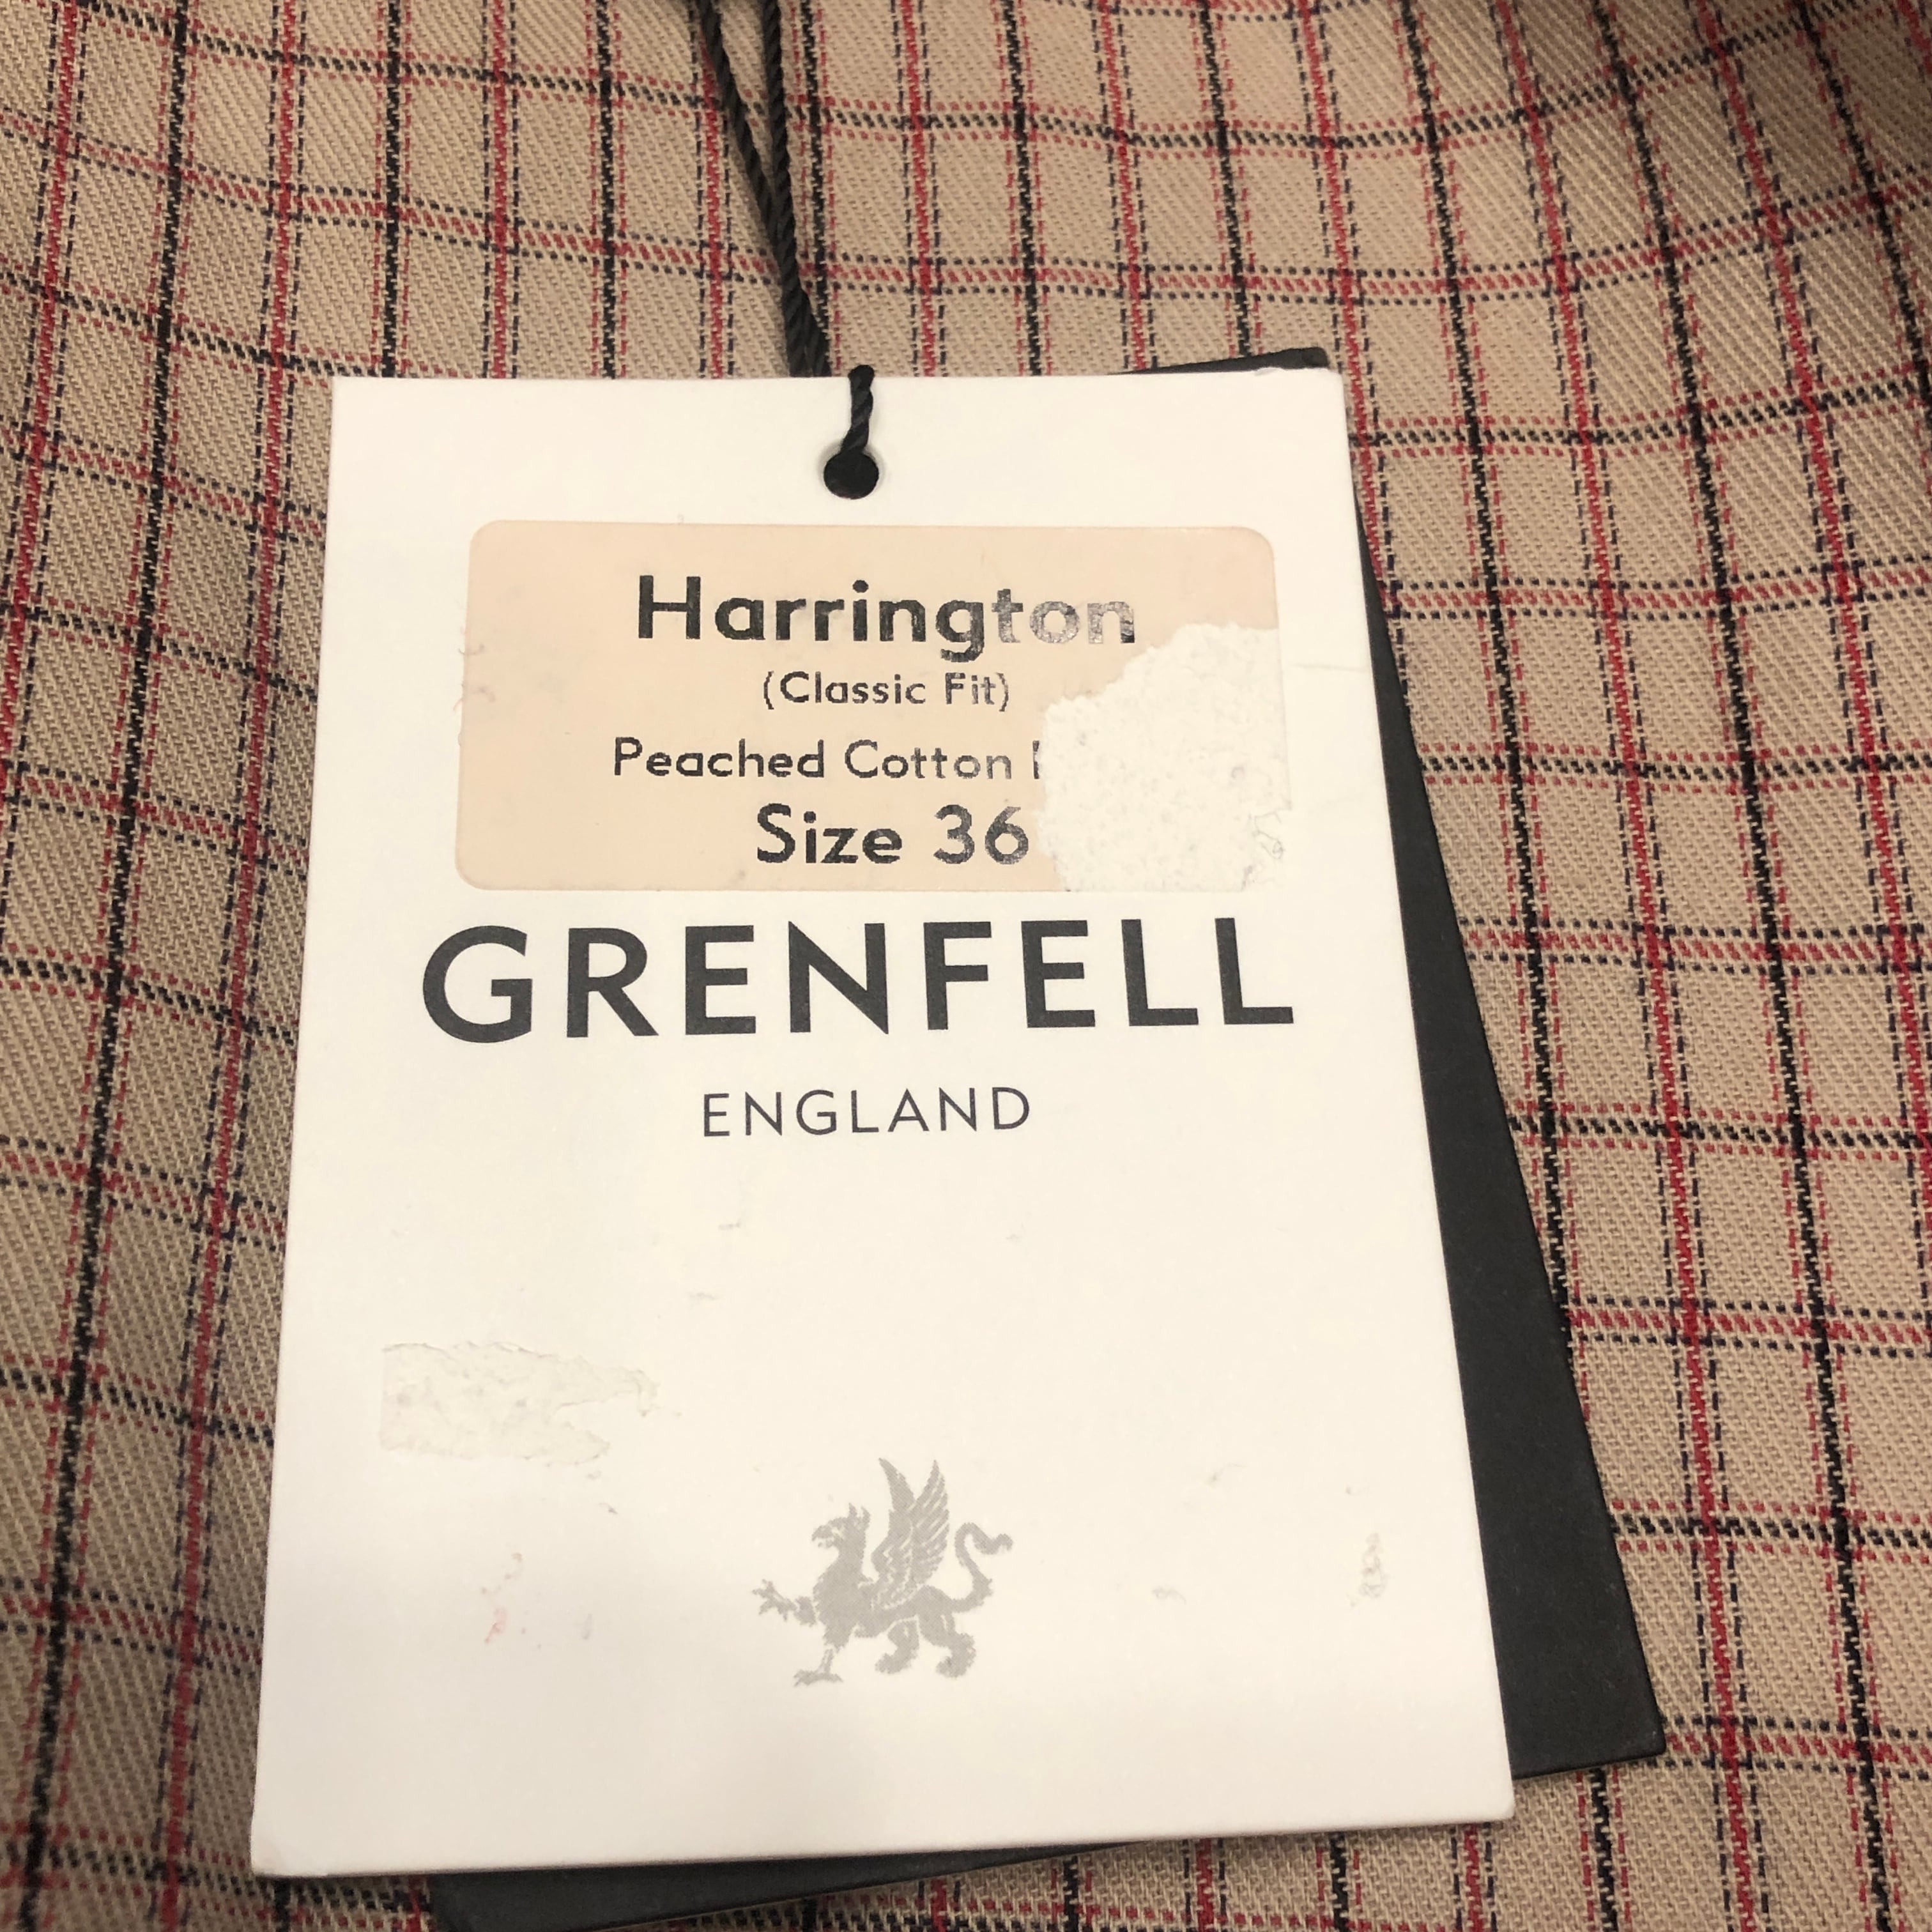 Harrington
(Classic Fit)
Peached Cotton
Size 36
GRENFELL
ENGLAND